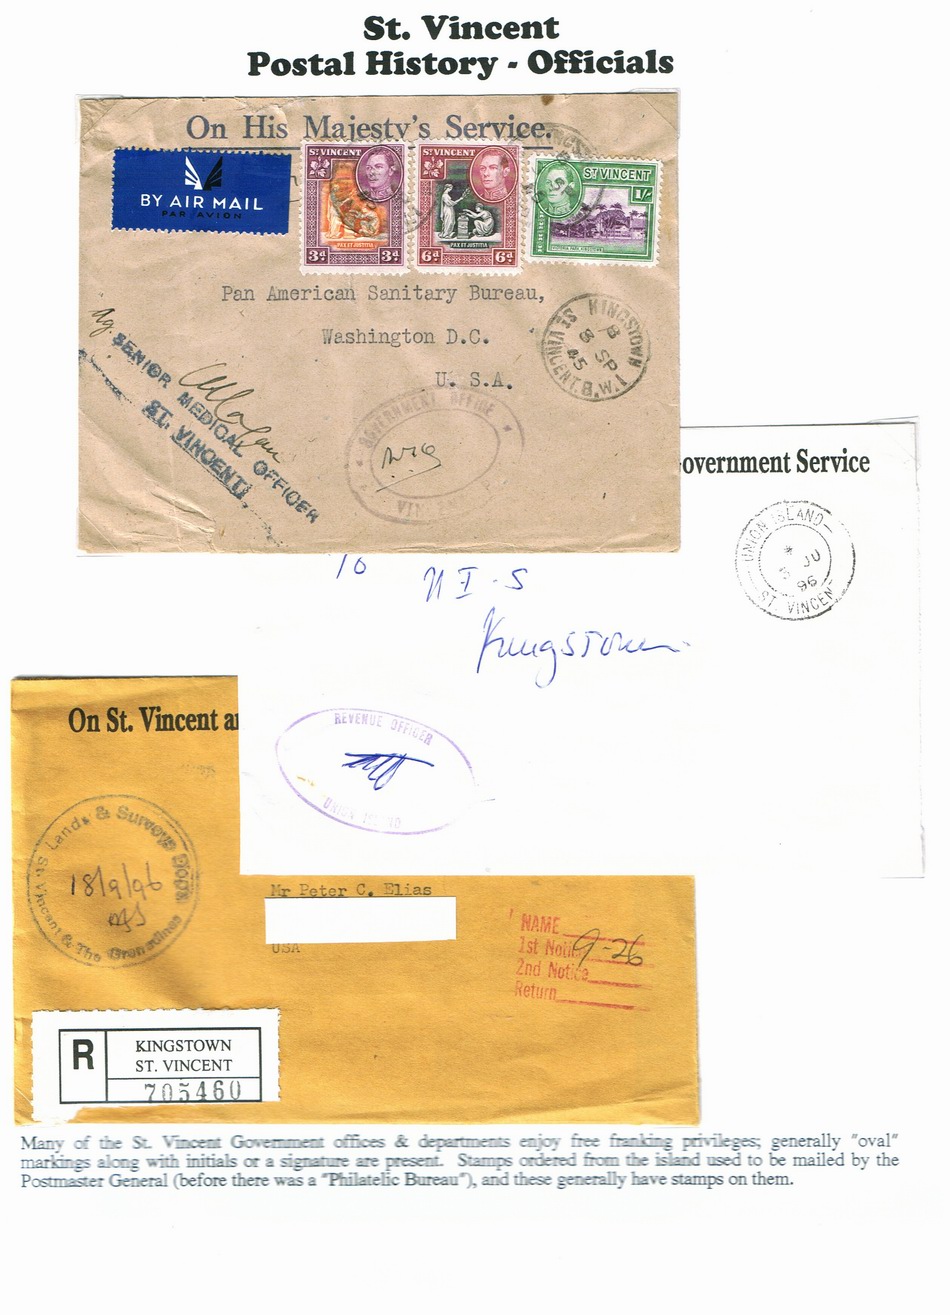 St. Vincent
Postal History - Officials
On His Majesty's Service.
BY AIR MAIL
PAR AVION
ST VINCENT
PAX ET JUSTITIA
3d 3d
ST VINCENT
PAX ET JUSTITIA
6d 6d
ST VINCENT
1/-
Pan American Sanitary Bureau,
Washington D.C.
U. S.A.
KINGSTOWN
8 SP
45
ST VINCENT. B.W.I
Ag.
SENIOR MEDICAL OFFICER
ST. VINCENT.
GOVERNMENT OFFICE
overnment Service
UNION ISLAND
JU
96
ST. VINCENT
To
Kingstown
REVENUE OFFICER
UNION ISLAND
On St. Vincent a
Lands & Surveys Dept
18/9/96
St. Vincent & The Grenadines
Mr Peter C. Elias
USA
NAME
1st Notice 9-26
2nd Notice
Return
R
KINGSTOWN
ST. VINCENT
705460
Many of the St. Vincent Government offices & departments enjoy free franking privileges; generally "oval"
markings along with initials or a signature are present. Stamps ordered from the island used to be mailed by the
Postmaster General (before there was a "Philatelic Bureau"), and these generally have stamps on them.